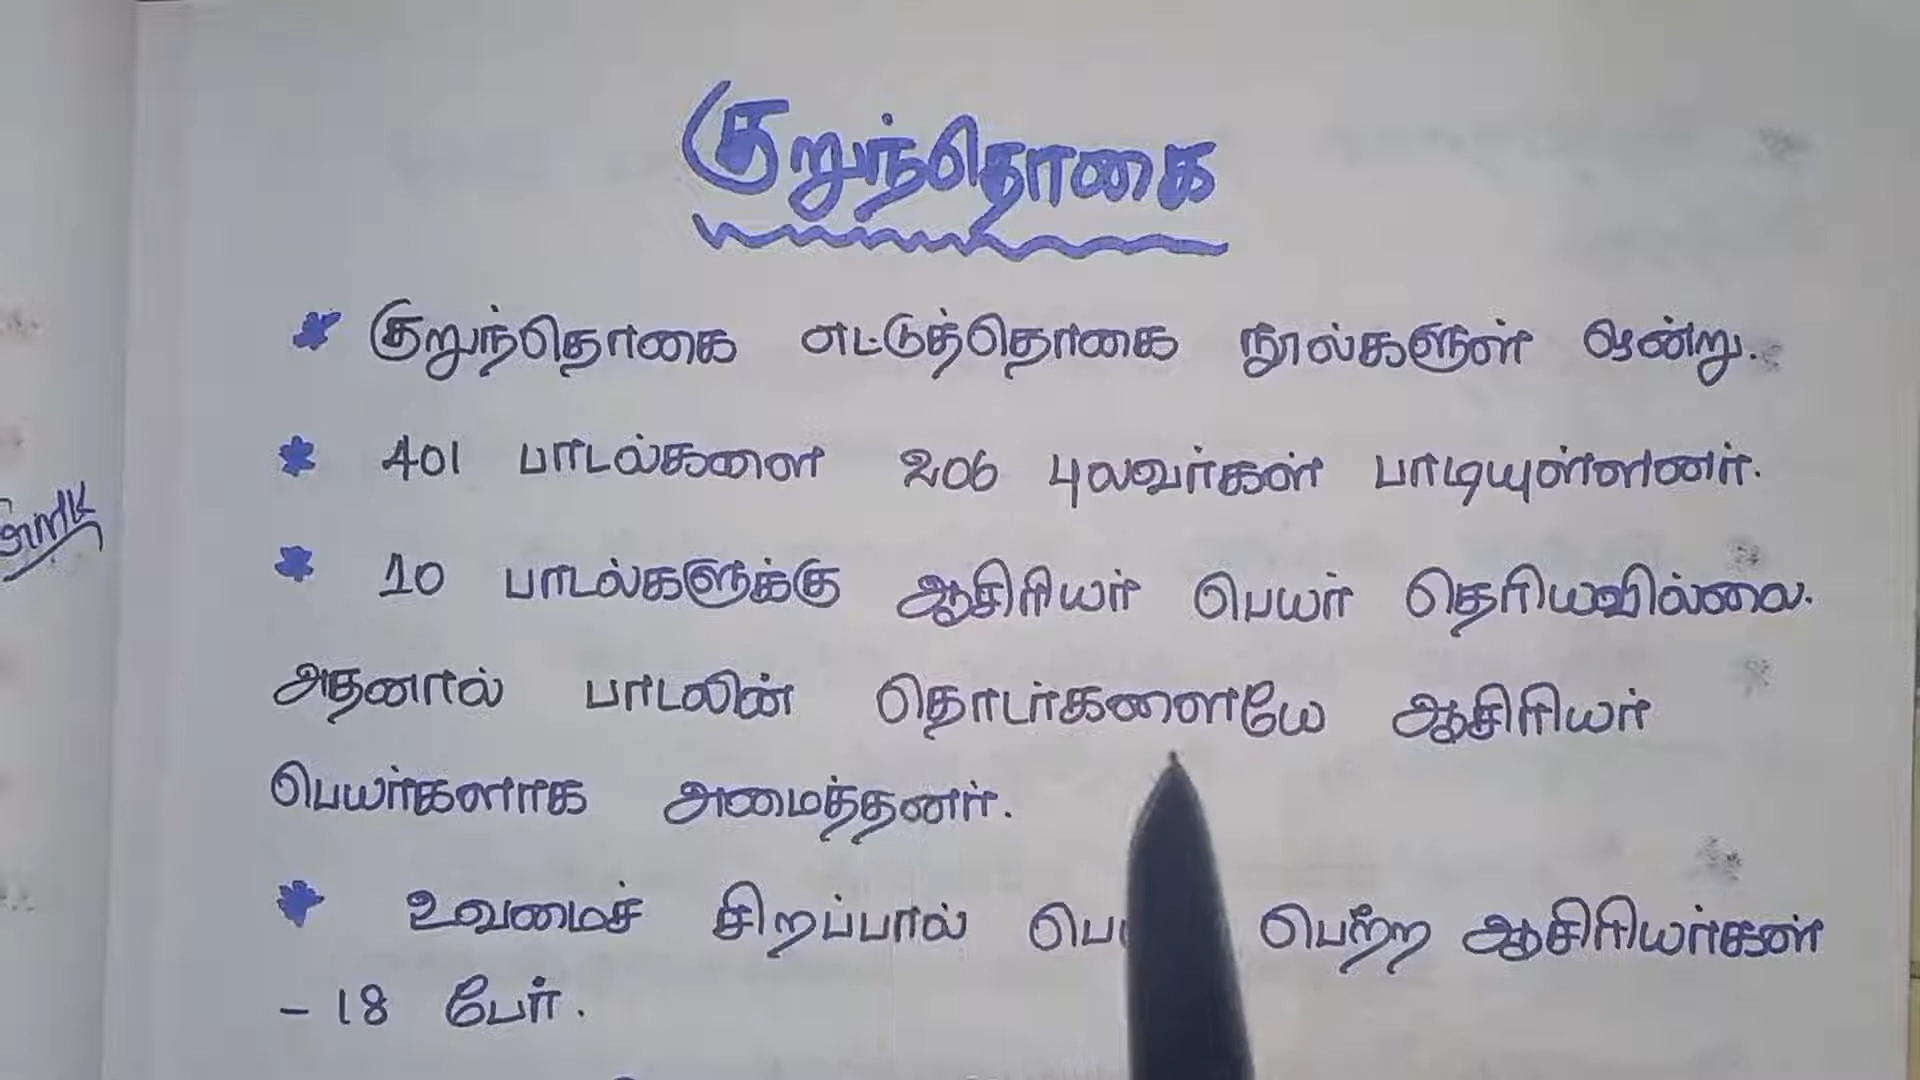 குறுந்தொகை
* குறுந்தொகை எட்டுத்தொகை நூல்களுள் ஒன்று.
* 401 பாடல்களை 206 புலவர்கள் பாடியுள்ளனர்.
* 10 பாடல்களுக்கு ஆசிரியர் பெயர் தெரியவில்லை.
அதனால் பாடலின் தொடர்களையே ஆசிரியர்
பெயர்களாக அமைத்தனர்.
* உவமைச் சிறப்பால் பெற்ற ஆசிரியர்கள்
- 18 பேர்.